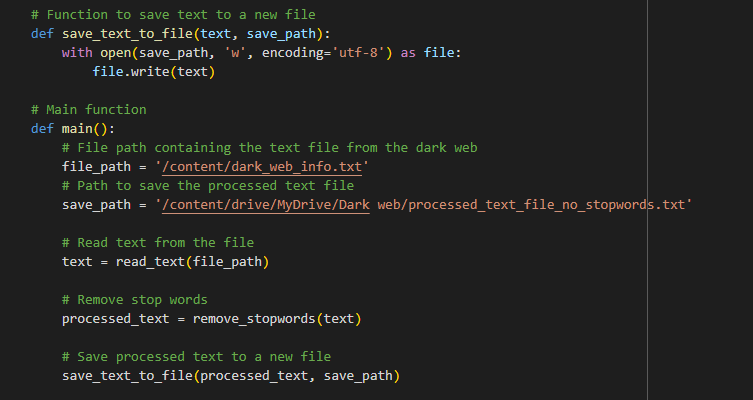 # Function to save text to a new file
def save_text_to_file(text, save_path):
    with open(save_path, 'w', encoding='utf-8') as file:
        file.write(text)

# Main function
def main():
    # File path containing the text file from the dark web
    file_path = '/content/dark_web_info.txt'
    # Path to save the processed text file
    save_path = '/content/drive/MyDrive/Dark web/processed_text_file_no_stopwords.txt'

    # Read text from the file
    text = read_text(file_path)

    # Remove stop words
    processed_text = remove_stopwords(text)

    # Save processed text to a new file
    save_text_to_file(processed_text, save_path)